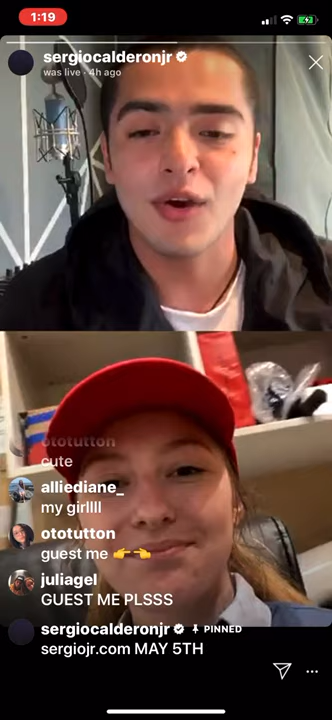 1:19
sergiocalderonjr
was live · 4h ago
ototutton
cute
alliediane_
my girllll
ototutton
guest me 👉👈
juliagel
GUEST ME PLSSS
sergiocalderonjr PINNED
sergiojr.com MAY 5TH